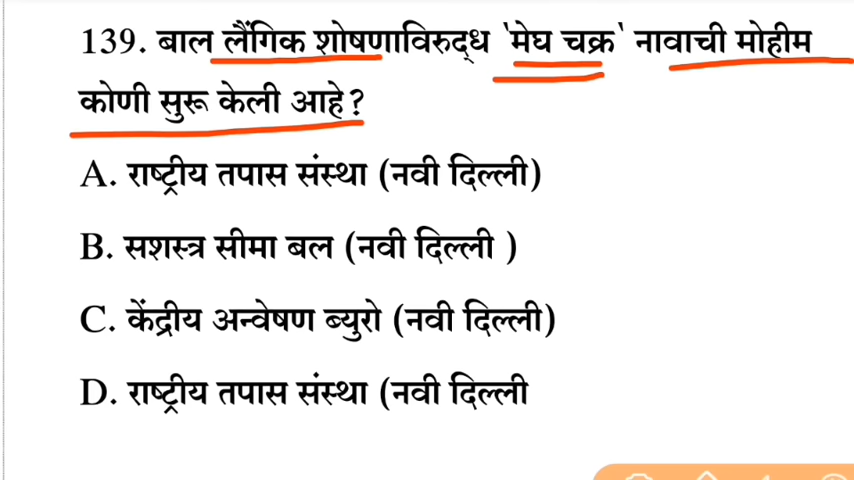 139. बाल लैंगिक शोषणाविरुद्ध 'मेघ चक्र' नावाची मोहीम
कोणी सुरू केली आहे?
A. राष्ट्रीय तपास संस्था (नवी दिल्ली)
B. सशस्त्र सीमा बल (नवी दिल्ली )
C. केंद्रीय अन्वेषण ब्युरो (नवी दिल्ली)
D. राष्ट्रीय तपास संस्था (नवी दिल्ली